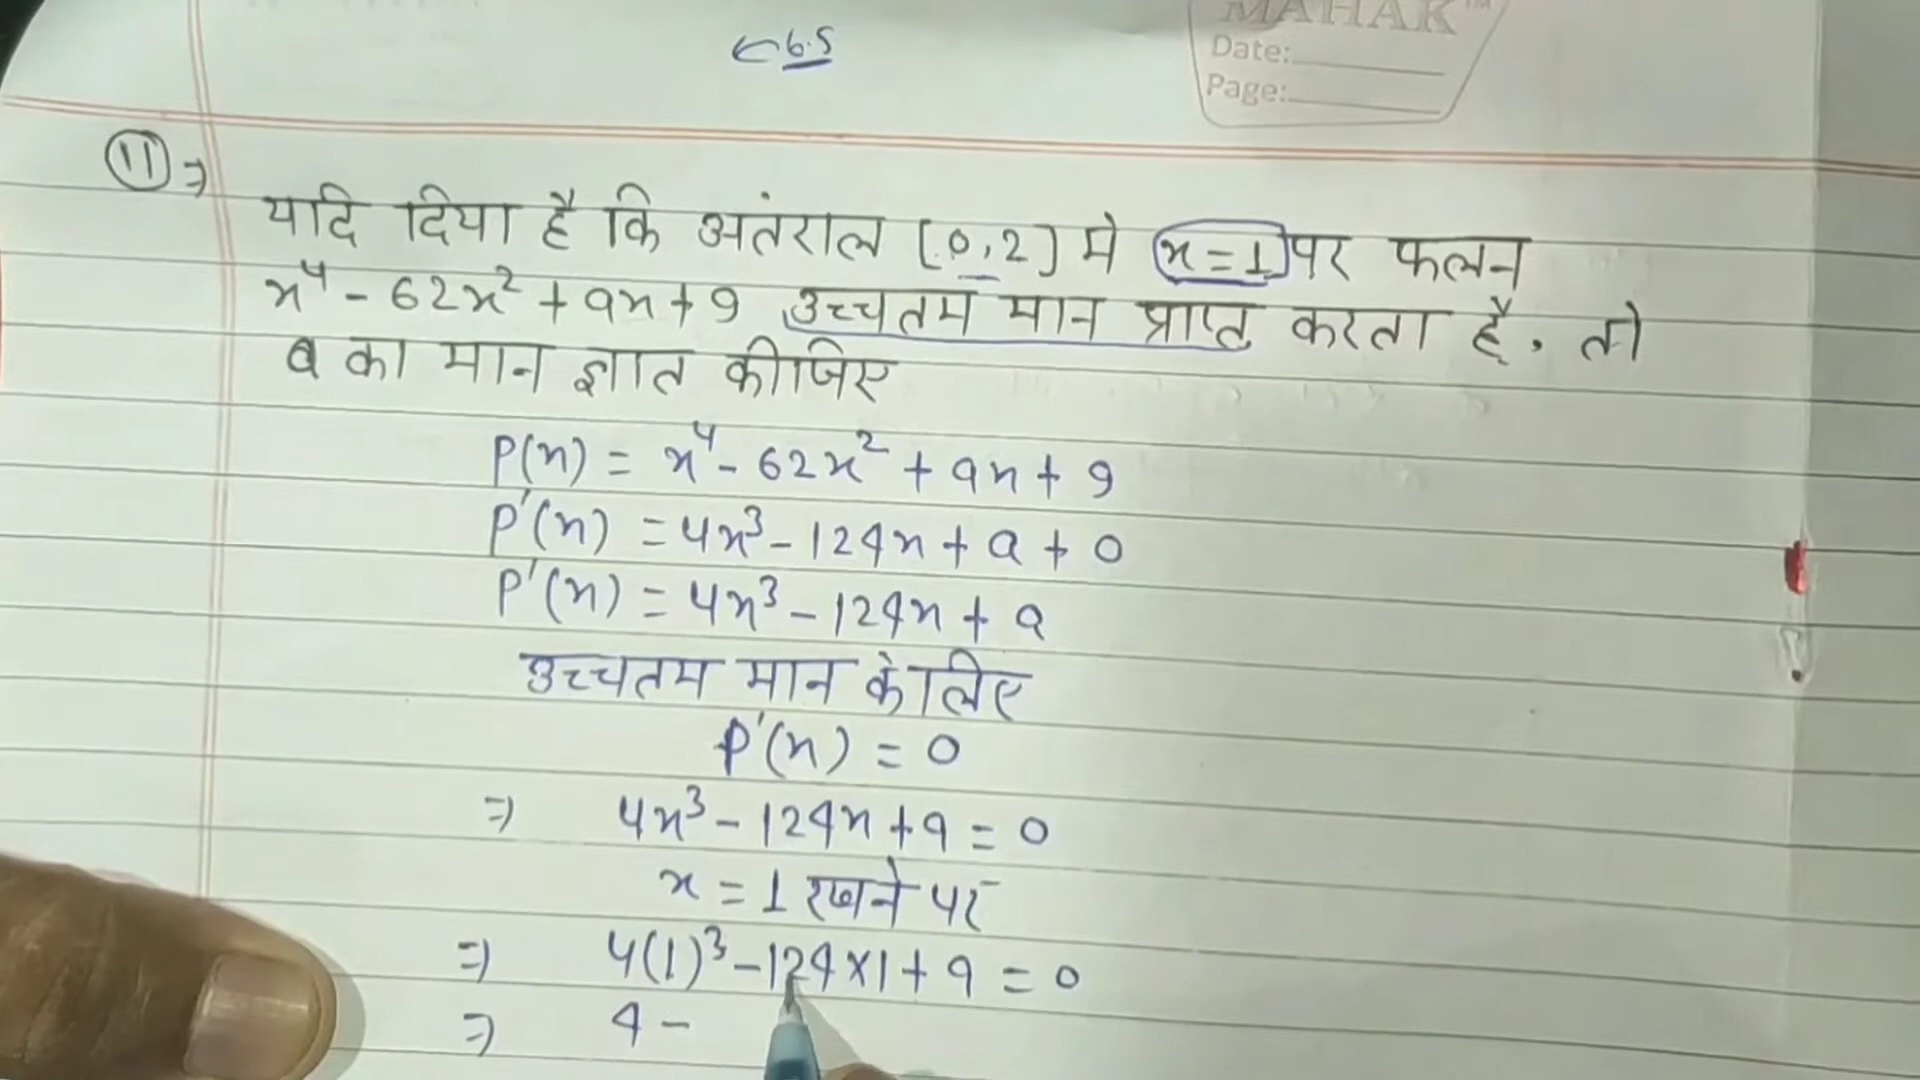 ← 6.5
MAHAK™
Date:
Page:
11 ⇒
यदि दिया है कि अतंराल [0,2] मे x=1 पर फलन
x⁴ - 62x² + ax + 9 उच्चतम मान प्राप्त करता है. तो
a का मान ज्ञात कीजिए
P(x) = x⁴ - 62x² + ax + 9
P'(x) = 4x³ - 124x + a + 0
P'(x) = 4x³ - 124x + a
उच्चतम मान के लिए
P'(x) = 0
⇒ 4x³ - 124x + a = 0
x = 1 रखने पर
⇒ 4(1)³ - 124×1 + a = 0
⇒ 4 -